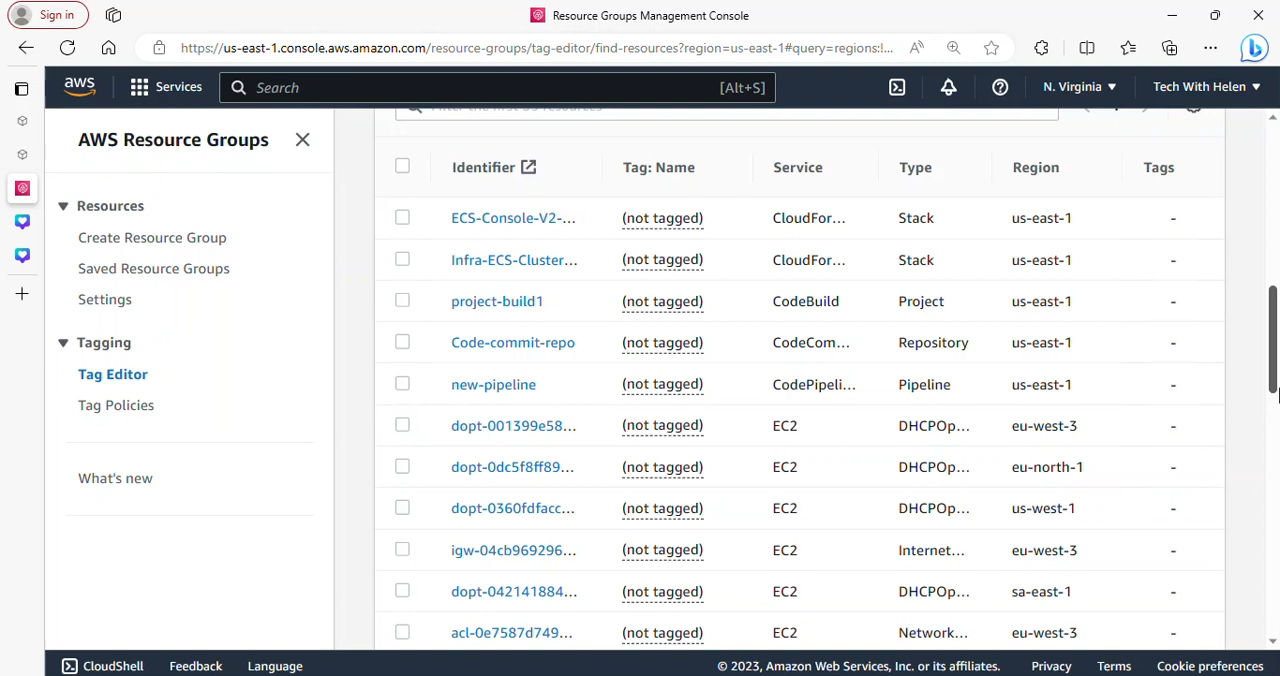 Sign in
Resource Groups Management Console
https://us-east-1.console.aws.amazon.com/resource-groups/tag-editor/find-resources?region=us-east-1#query=regions:!...
aws
Services
Search
[Alt+S]
N. Virginia
Tech With Helen
AWS Resource Groups
Resources
Create Resource Group
Saved Resource Groups
Settings
Tagging
Tag Editor
Tag Policies
What's new
Identifier Tag: Name Service Type Region Tags
ECS-Console-V2-... (not tagged) CloudFor... Stack us-east-1 -
Infra-ECS-Cluster... (not tagged) CloudFor... Stack us-east-1 -
project-build1 (not tagged) CodeBuild Project us-east-1 -
Code-commit-repo (not tagged) CodeCom... Repository us-east-1 -
new-pipeline (not tagged) CodePipeli... Pipeline us-east-1 -
dopt-001399e58... (not tagged) EC2 DHCPOp... eu-west-3 -
dopt-0dc5f8ff89... (not tagged) EC2 DHCPOp... eu-north-1 -
dopt-0360fdfacc... (not tagged) EC2 DHCPOp... us-west-1 -
igw-04cb969296... (not tagged) EC2 Internet... eu-west-3 -
dopt-042141884... (not tagged) EC2 DHCPOp... sa-east-1 -
acl-0e7587d749... (not tagged) EC2 Network... eu-west-3 -
CloudShell Feedback Language © 2023, Amazon Web Services, Inc. or its affiliates. Privacy Terms Cookie preferences